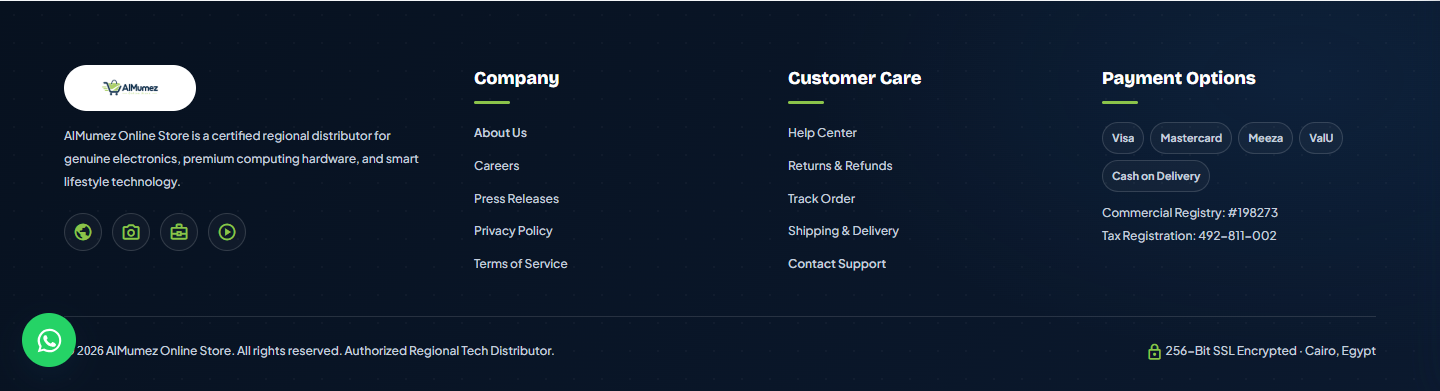 AlMumez
AlMumez Online Store is a certified regional distributor for
genuine electronics, premium computing hardware, and smart
lifestyle technology.
Company
About Us
Careers
Press Releases
Privacy Policy
Terms of Service
Customer Care
Help Center
Returns & Refunds
Track Order
Shipping & Delivery
Contact Support
Payment Options
Visa Mastercard Meeza ValU
Cash on Delivery
Commercial Registry: #198273
Tax Registration: 492-811-002
2026 AlMumez Online Store. All rights reserved. Authorized Regional Tech Distributor.
256-Bit SSL Encrypted · Cairo, Egypt